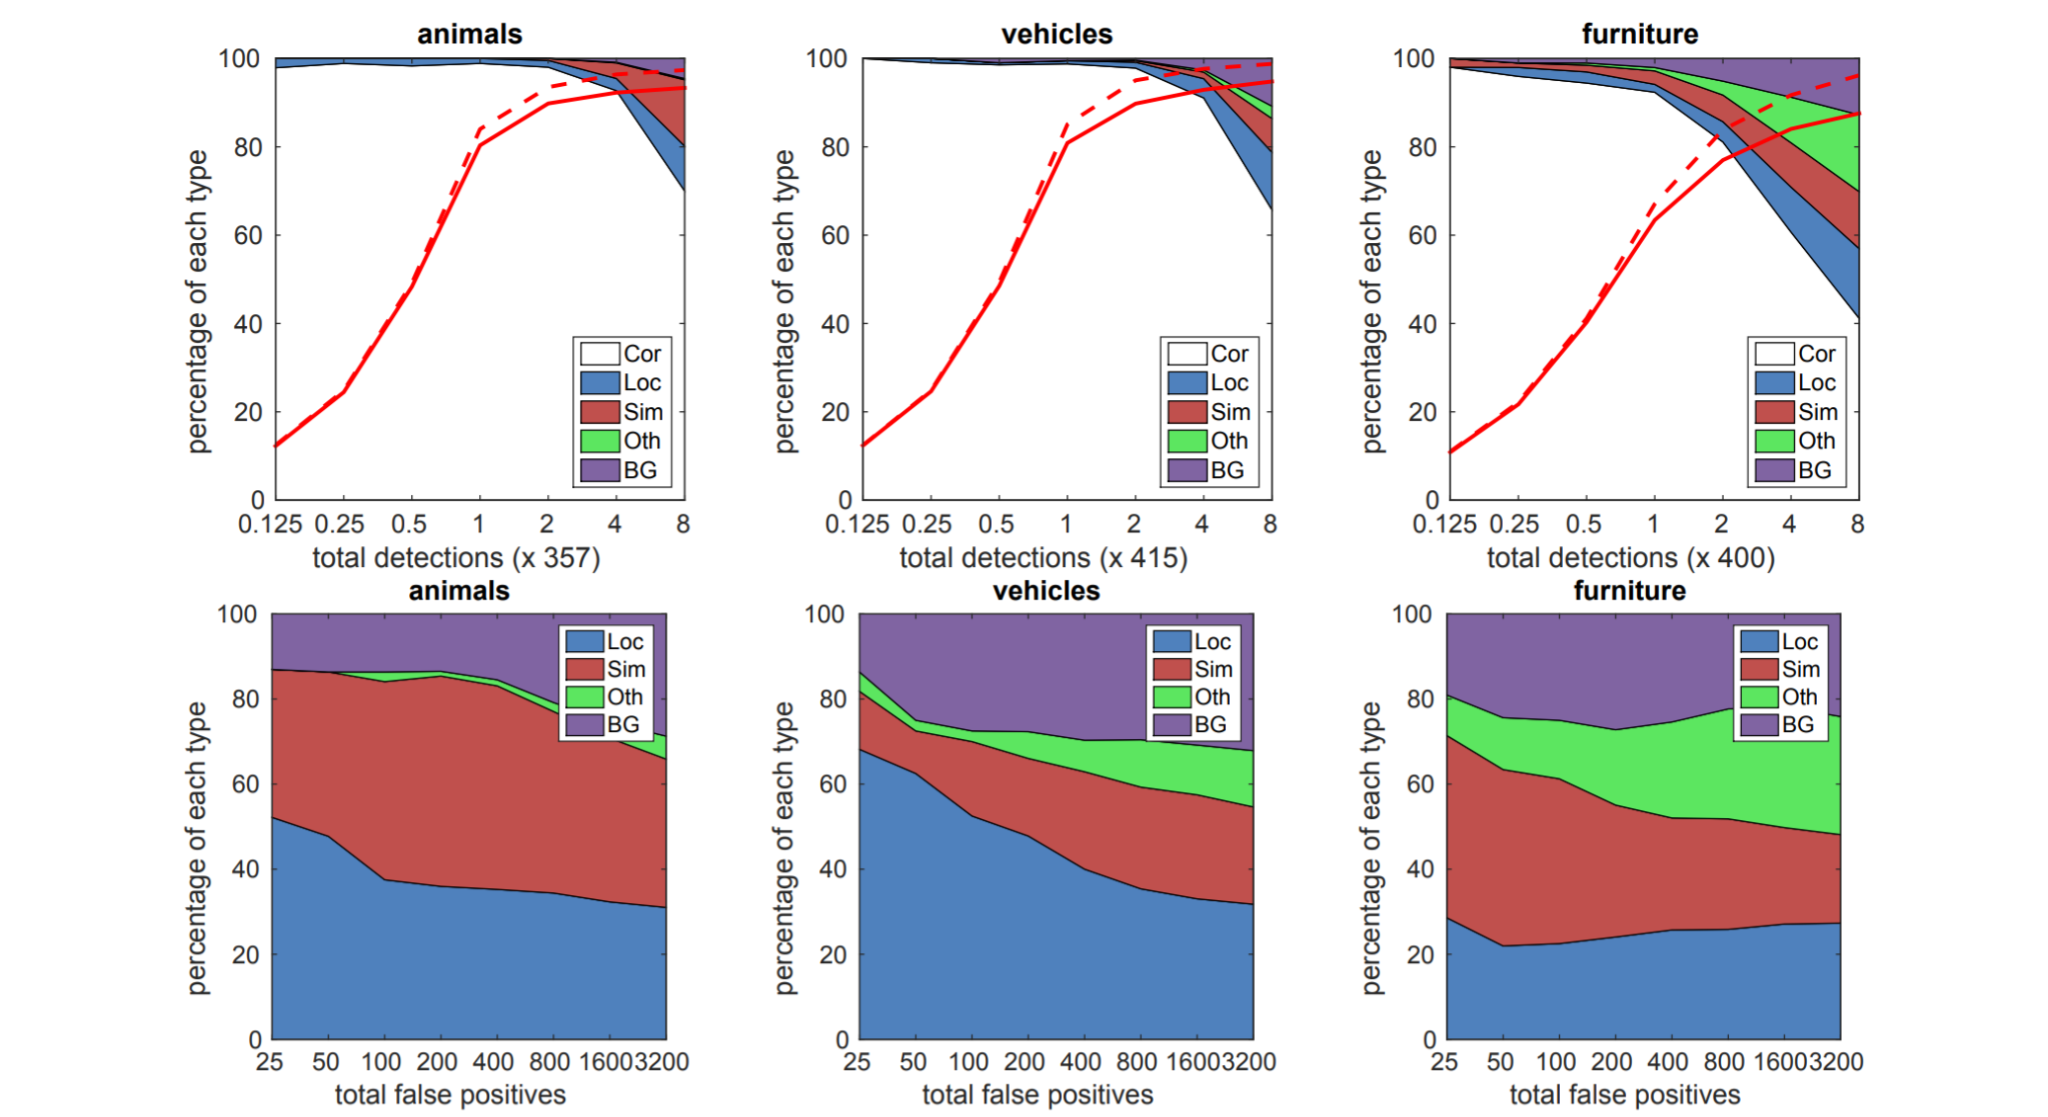 animals
vehicles
furniture
percentage of each type
100
80
60
40
20
0
Cor
Loc
Sim
Oth
BG
0.125 0.25 0.5 1 2 4 8
total detections (x 357)
percentage of each type
100
80
60
40
20
0
Cor
Loc
Sim
Oth
BG
0.125 0.25 0.5 1 2 4 8
total detections (x 415)
percentage of each type
100
80
60
40
20
0
Cor
Loc
Sim
Oth
BG
0.125 0.25 0.5 1 2 4 8
total detections (x 400)
animals
vehicles
furniture
percentage of each type
100
80
60
40
20
0
Loc
Sim
Oth
BG
25 50 100 200 400 800 1600 3200
total false positives
percentage of each type
100
80
60
40
20
0
Loc
Sim
Oth
BG
25 50 100 200 400 800 1600 3200
total false positives
percentage of each type
100
80
60
40
20
0
Loc
Sim
Oth
BG
25 50 100 200 400 800 1600 3200
total false positives